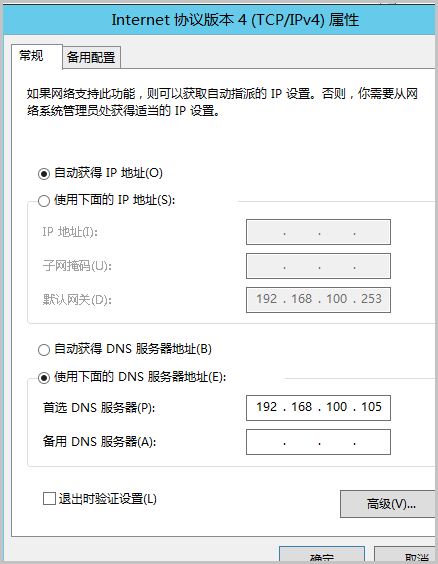 Internet 协议版本 4 (TCP/IPv4) 属性
常规
备用配置
如果网络支持此功能，则可以获取自动指派的 IP 设置。否则，你需要从网
络系统管理员处获得适当的 IP 设置。
自动获得 IP 地址(O)
使用下面的 IP 地址(S):
IP 地址(I):
. . .
子网掩码(U):
. . .
默认网关(D):
192 . 168 . 100 . 253
自动获得 DNS 服务器地址(B)
使用下面的 DNS 服务器地址(E):
首选 DNS 服务器(P):
192 . 168 . 100 . 105
备用 DNS 服务器(A):
. . .
退出时验证设置(L)
高级(V)...
确定
取消